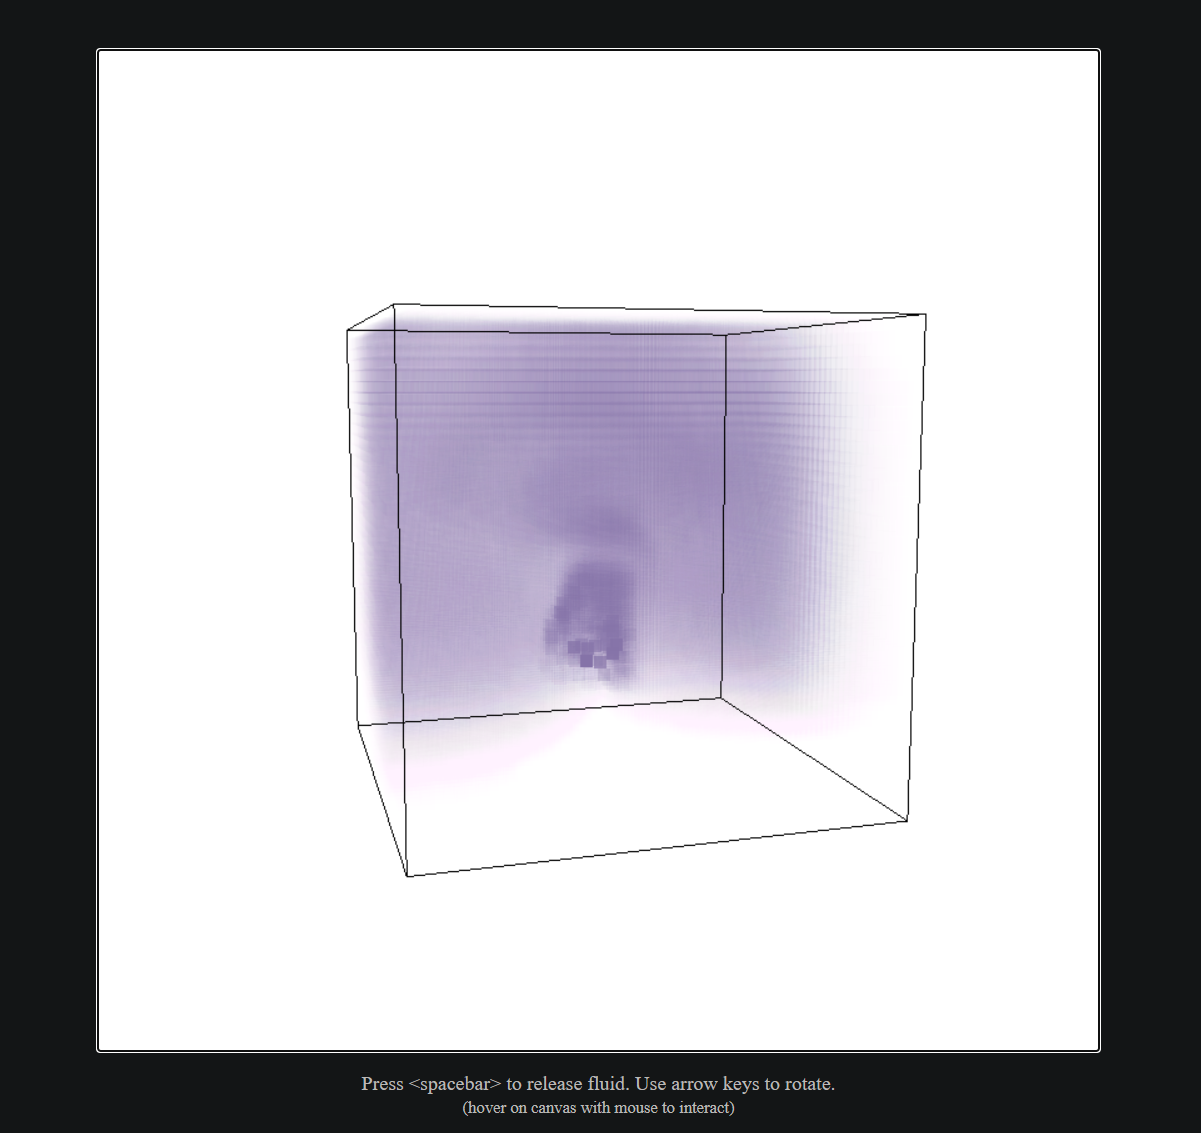 Press <spacebar> to release fluid. Use arrow keys to rotate.
(hover on canvas with mouse to interact)